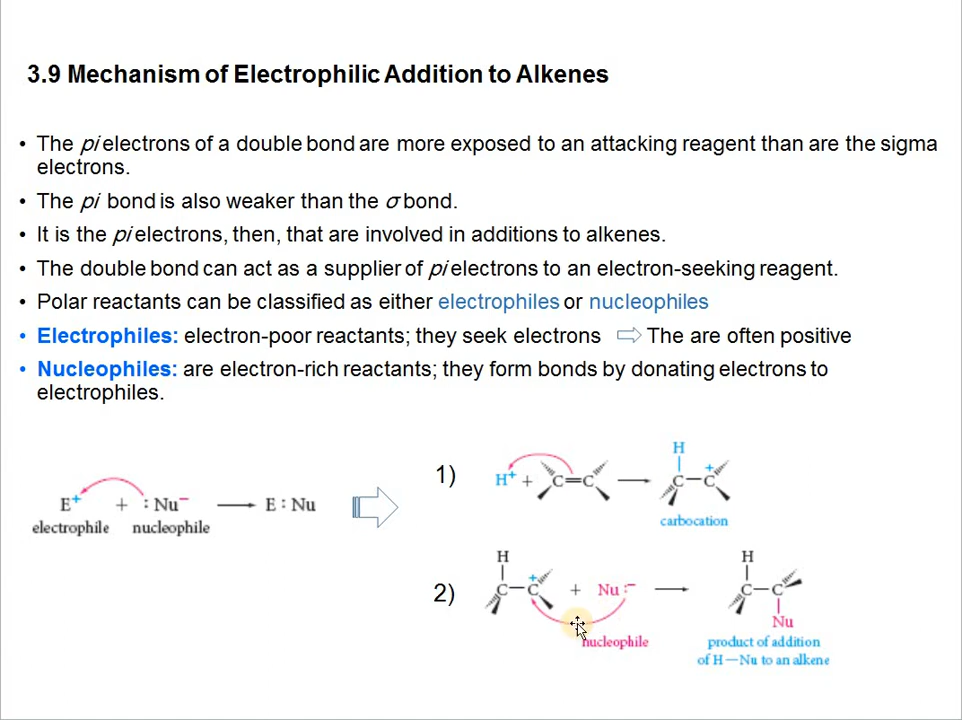 3.9 Mechanism of Electrophilic Addition to Alkenes
• The pi electrons of a double bond are more exposed to an attacking reagent than are the sigma
electrons.
• The pi bond is also weaker than the σ bond.
• It is the pi electrons, then, that are involved in additions to alkenes.
• The double bond can act as a supplier of pi electrons to an electron-seeking reagent.
• Polar reactants can be classified as either electrophiles or nucleophiles
• Electrophiles: electron-poor reactants; they seek electrons ⇨ The are often positive
• Nucleophiles: are electron-rich reactants; they form bonds by donating electrons to
electrophiles.
E⁺ + :Nu⁻ ⟶ E : Nu
electrophile nucleophile
1)
H
H⁺ + C=C ⟶ C–C⁺
carbocation
2)
H H
C–C⁺ + Nu:⁻ ⟶ C–C
Nu
nucleophile
product of addition
of H—Nu to an alkene